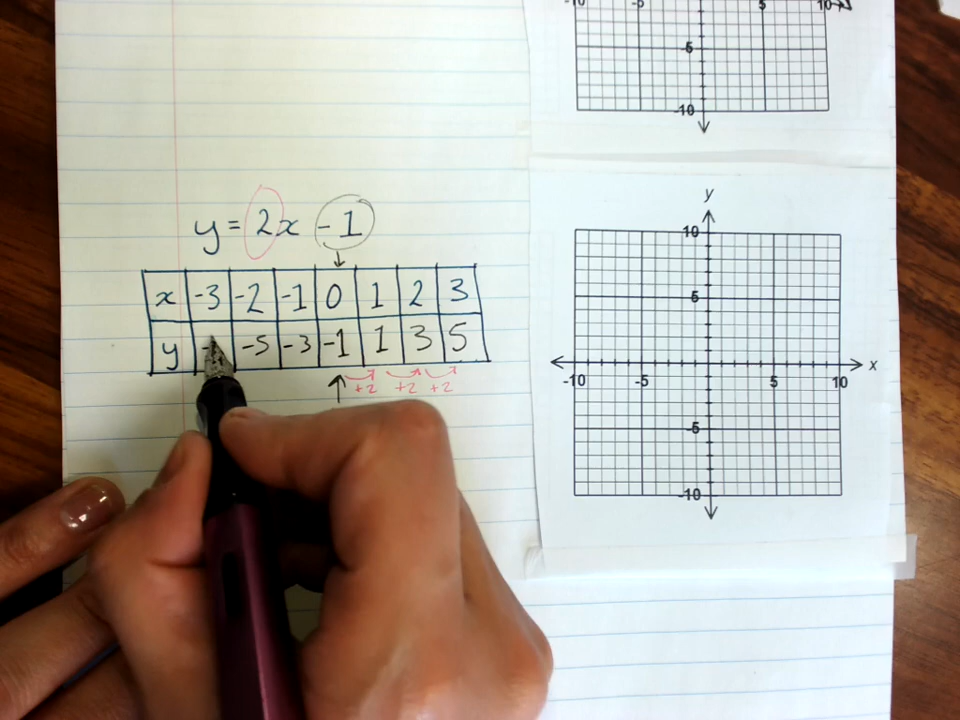 -10 -5 5 10
-5
-10
y = 2x - 1
x -3 -2 -1 0 1 2 3
y -5 -3 -1 1 3 5
+2 +2 +2
y
10
5
-10 -5 5 10 x
-5
-10